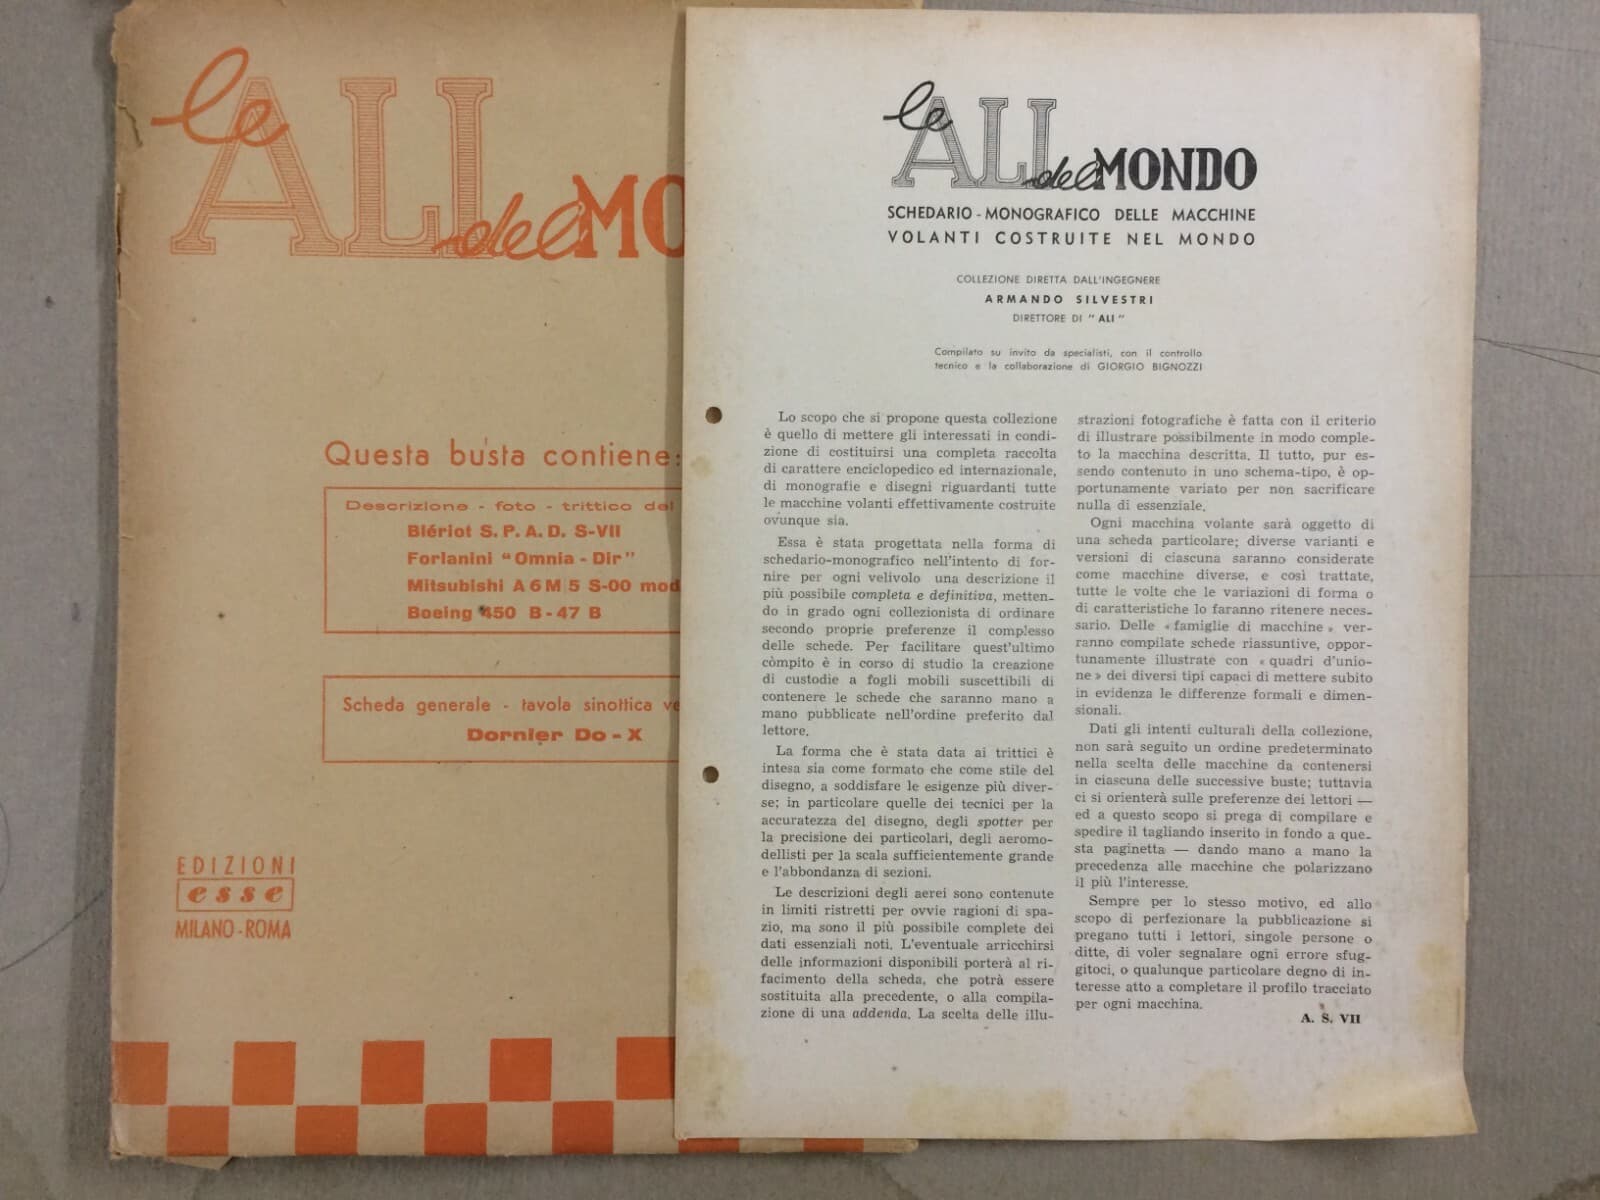 le ALI del MO
Questa busta contiene:
Descrizione - foto - trittico del
Blériot S. P. A. D. S-VII
Forlanini "Omnia - Dir"
Mitsubishi A 6 M 5 S-00 mod
Boeing 450 B - 47 B
Scheda generale - tavola sinottica ve
Dornier Do - X
EDIZIONI
esse
MILANO - ROMA
le ALI del MONDO
SCHEDARIO - MONOGRAFICO DELLE MACCHINE
VOLANTI COSTRUITE NEL MONDO
COLLEZIONE DIRETTA DALL'INGEGNERE
ARMANDO SILVESTRI
DIRETTORE DI " ALI "
Compilato su invito da specialisti, con il controllo
tecnico e la collaborazione di GIORGIO BIGNOZZI
Lo scopo che si propone questa collezione
è quello di mettere gli interessati in condi-
zione di costituirsi una completa raccolta
di carattere enciclopedico ed internazionale,
di monografie e disegni riguardanti tutte
le macchine volanti effettivamente costruite
ovunque sia.
Essa è stata progettata nella forma di
schedario-monografico nell'intento di for-
nire per ogni velivolo una descrizione il
più possibile completa e definitiva, metten-
do in grado ogni collezionista di ordinare
secondo proprie preferenze il complesso
delle schede. Per facilitare quest'ultimo
còmpito è in corso di studio la creazione
di custodie a fogli mobili suscettibili di
contenere le schede che saranno mano a
mano pubblicate nell'ordine preferito dal
lettore.
La forma che è stata data ai trittici è
intesa sia come formato che come stile del
disegno, a soddisfare le esigenze più diver-
se; in particolare quelle dei tecnici per la
accuratezza del disegno, degli spotter per
la precisione dei particolari, degli aeromo-
dellisti per la scala sufficientemente grande
e l'abbondanza di sezioni.
Le descrizioni degli aerei sono contenute
in limiti ristretti per ovvie ragioni di spa-
zio, ma sono il più possibile complete dei
dati essenziali noti. L'eventuale arricchirsi
delle informazioni disponibili porterà al ri-
facimento della scheda, che potrà essere
sostituita alla precedente, o alla compila-
zione di una addenda. La scelta delle illu-
strazioni fotografiche è fatta con il criterio
di illustrare possibilmente in modo comple-
to la macchina descritta. Il tutto, pur es-
sendo contenuto in uno schema-tipo, è op-
portunamente variato per non sacrificare
nulla di essenziale.
Ogni macchina volante sarà oggetto di
una scheda particolare; diverse varianti e
versioni di ciascuna saranno considerate
come macchine diverse, e così trattate,
tutte le volte che le variazioni di forma o
di caratteristiche lo faranno ritenere neces-
sario. Delle « famiglie di macchine » ver-
ranno compilate schede riassuntive, oppor-
tunamente illustrate con « quadri d'unio-
ne » dei diversi tipi capaci di mettere subito
in evidenza le differenze formali e dimen-
sionali.
Dati gli intenti culturali della collezione,
non sarà seguito un ordine predeterminato
nella scelta delle macchine da contenersi
in ciascuna delle successive buste; tuttavia
ci si orienterà sulle preferenze dei lettori —
ed a questo scopo si prega di compilare e
spedire il tagliando inserito in fondo a que-
sta paginetta — dando mano a mano la
precedenza alle macchine che polarizzano
il più l'interesse.
Sempre per lo stesso motivo, ed allo
scopo di perfezionare la pubblicazione si
pregano tutti i lettori, singole persone o
ditte, di voler segnalare ogni errore sfug-
gitoci, o qualunque particolare degno di in-
teresse atto a completare il profilo tracciato
per ogni macchina.
A. S. VII